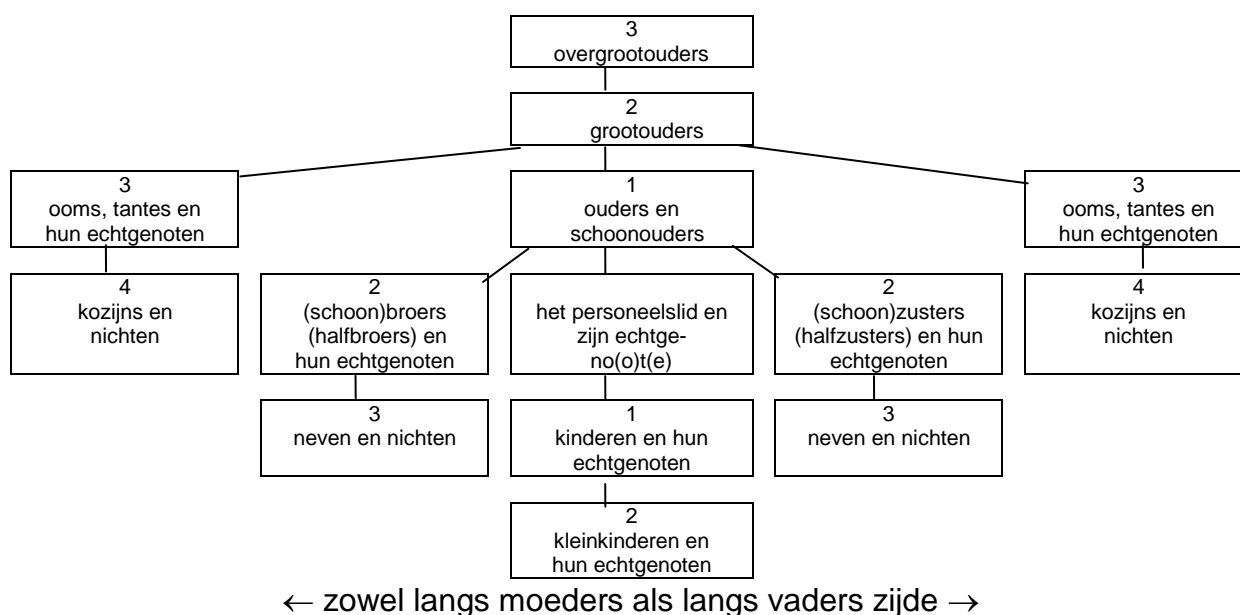 3
overgrootouders
2
grootouders
3
ooms, tantes en
hun echtgenoten
1
ouders en
schoonouders
3
ooms, tantes en
hun echtgenoten
4
kozijns en
nichten
2
(schoon)broers
(halfbroers) en
hun echtgenoten
het personeelslid en
zijn echtge-
no(o)t(e)
2
(schoon)zusters
(halfzusters) en hun
echtgenoten
4
kozijns en
nichten
3
neven en nichten
1
kinderen en hun
echtgenoten
3
neven en nichten
2
kleinkinderen en
hun echtgenoten
← zowel langs moeders als langs vaders zijde →